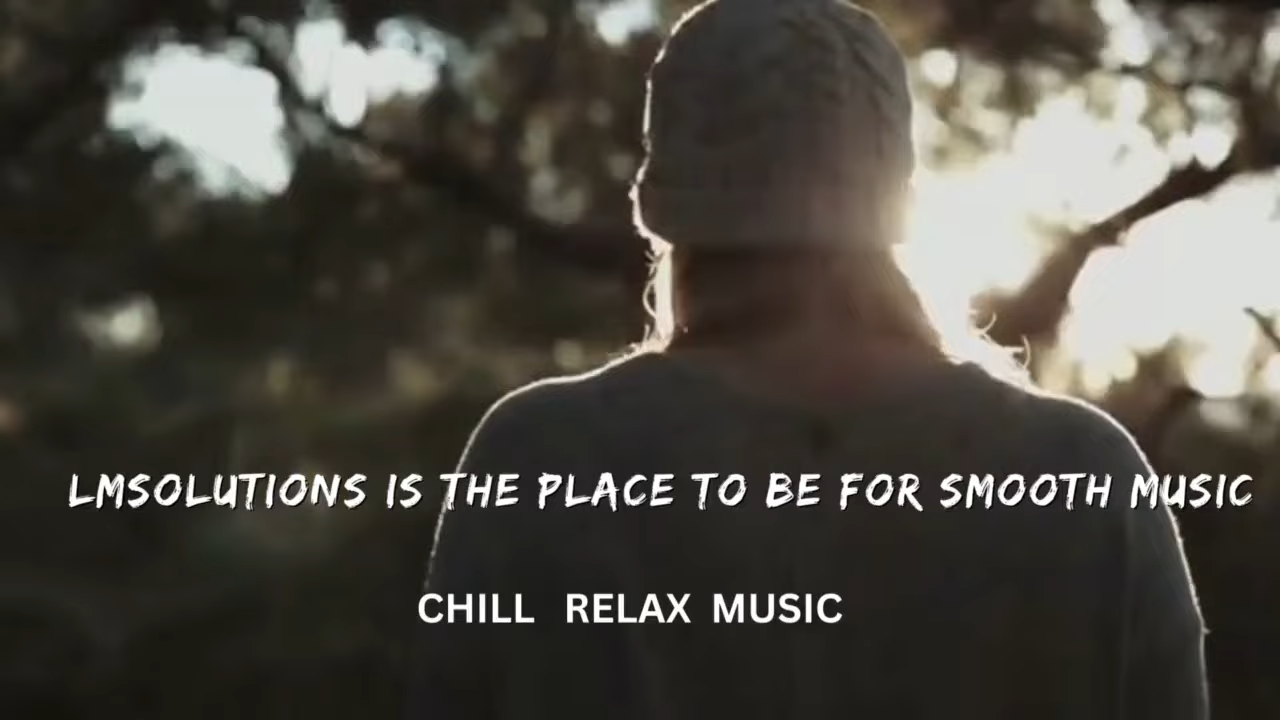 LMSOLUTIONS IS THE PLACE TO BE FOR SMOOTH MUSIC
CHILL RELAX MUSIC